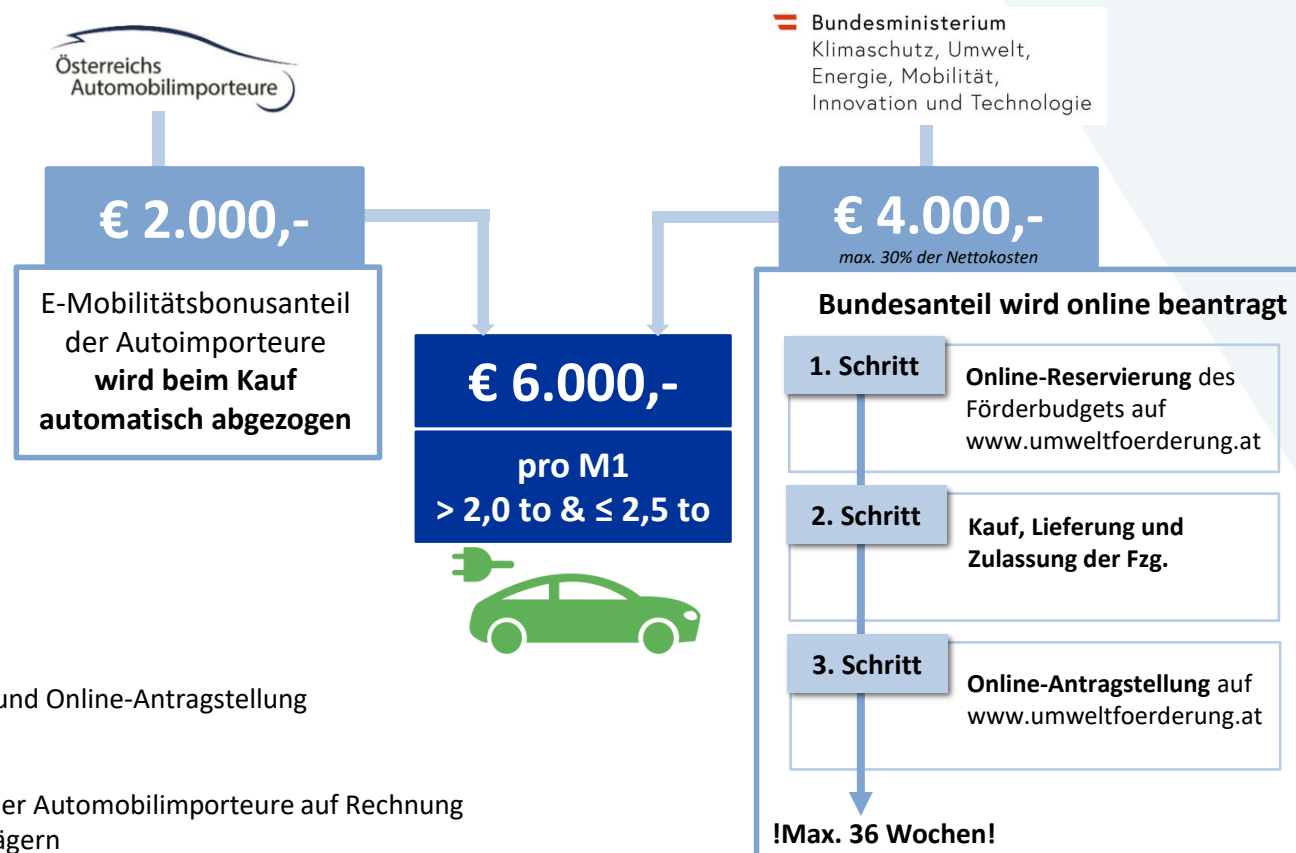 Österreichs
Automobilimporteure
Bundesministerium
Klimaschutz, Umwelt,
Energie, Mobilität,
Innovation und Technologie
€ 2.000,-
E-Mobilitätsbonusanteil
der Autoimporteure
wird beim Kauf
automatisch abgezogen
€ 4.000,-
max. 30% der Nettokosten
€ 6.000,-
pro M1
> 2,0 to & ≤ 2,5 to
Bundesanteil wird online beantragt
1. Schritt
Online-Reservierung des
Förderbudgets auf
www.umweltfoerderung.at
2. Schritt
Kauf, Lieferung und
Zulassung der Fzg.
3. Schritt
Online-Antragstellung auf
www.umweltfoerderung.at
!Max. 36 Wochen!
und Online-Antragstellung
er Automobilimporteure auf Rechnung
ägern